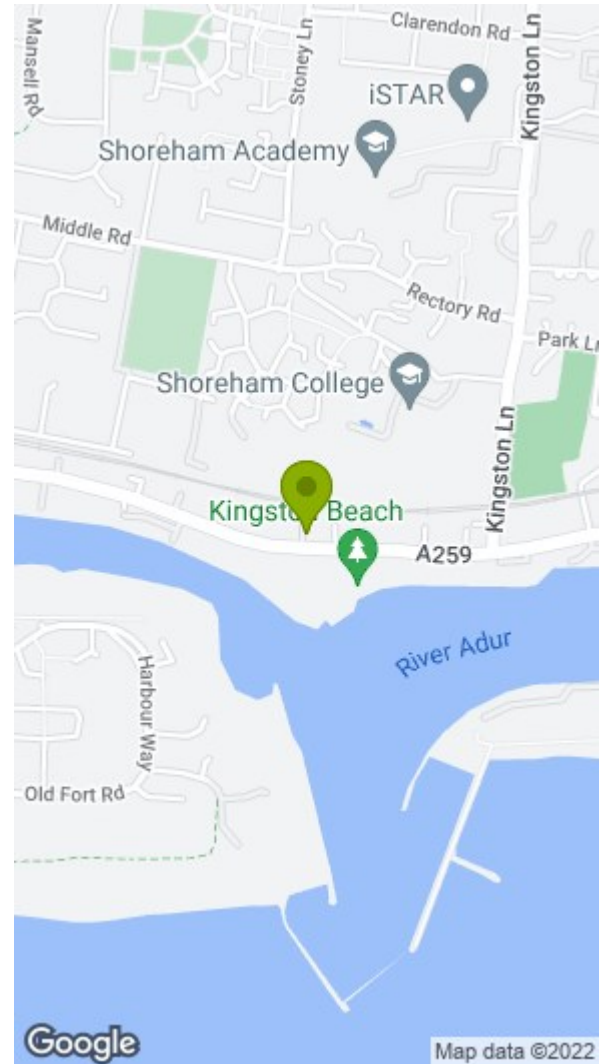 Mansell Rd
Clarendon Rd
Stoney Ln
Kingston Ln
iSTAR
Shoreham Academy
Middle Rd
Rectory Rd
Park Ln
Shoreham College
Kingston Ln
Kingston Beach
A259
River Adur
Harbour Way
Old Fort Rd
Google
Map data ©2022